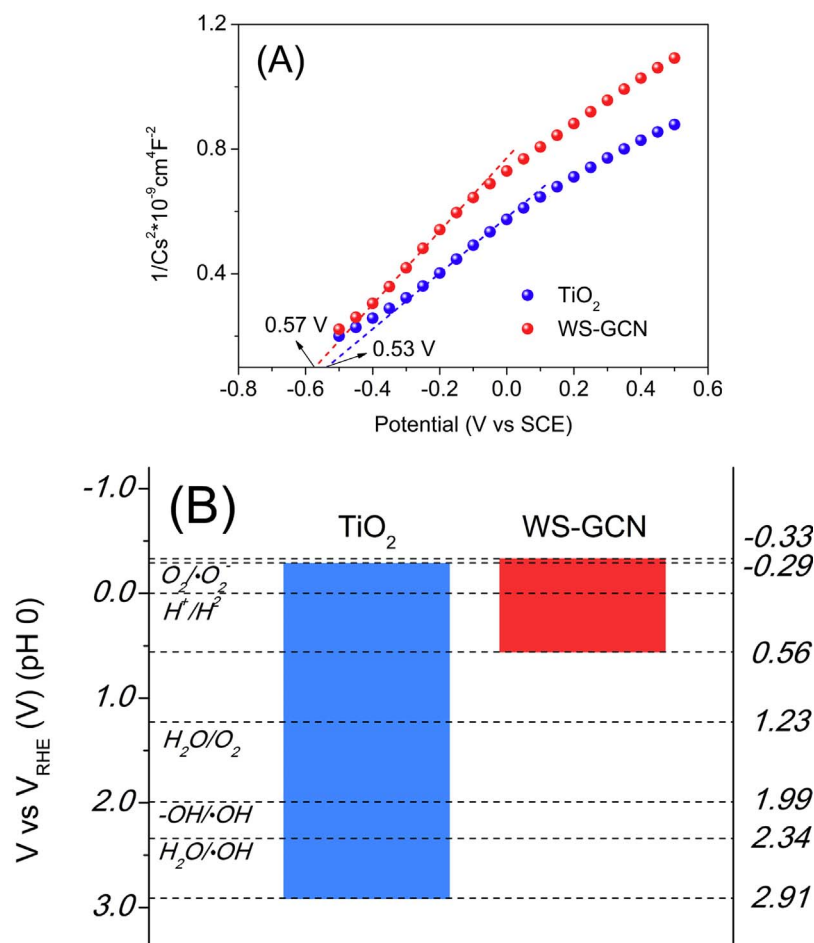 (A)
1.2
0.8
0.4
1/Cs²*10⁻⁹cm⁴F⁻²
TiO₂
WS-GCN
0.57 V
0.53 V
-0.8 -0.6 -0.4 -0.2 0.0 0.2 0.4 0.6
Potential (V vs SCE)
(B)
TiO₂
WS-GCN
V vs V_RHE (V) (pH 0)
-1.0
0.0
1.0
2.0
3.0
O₂/•O₂⁻
H⁺/H²
H₂O/O₂
-OH/•OH
H₂O/•OH
-0.33
-0.29
0.56
1.23
1.99
2.34
2.91